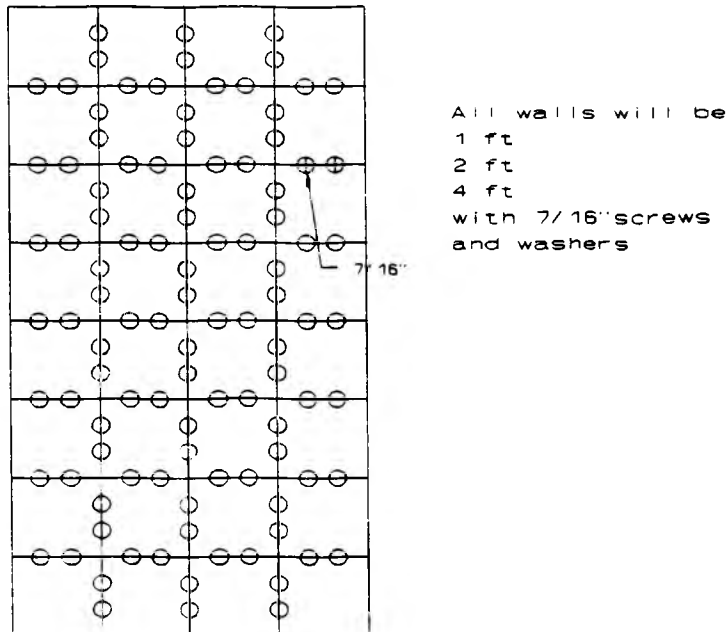 All walls will be
1 ft
2 ft
4 ft
with 7/16"screws
and washers
7/16"